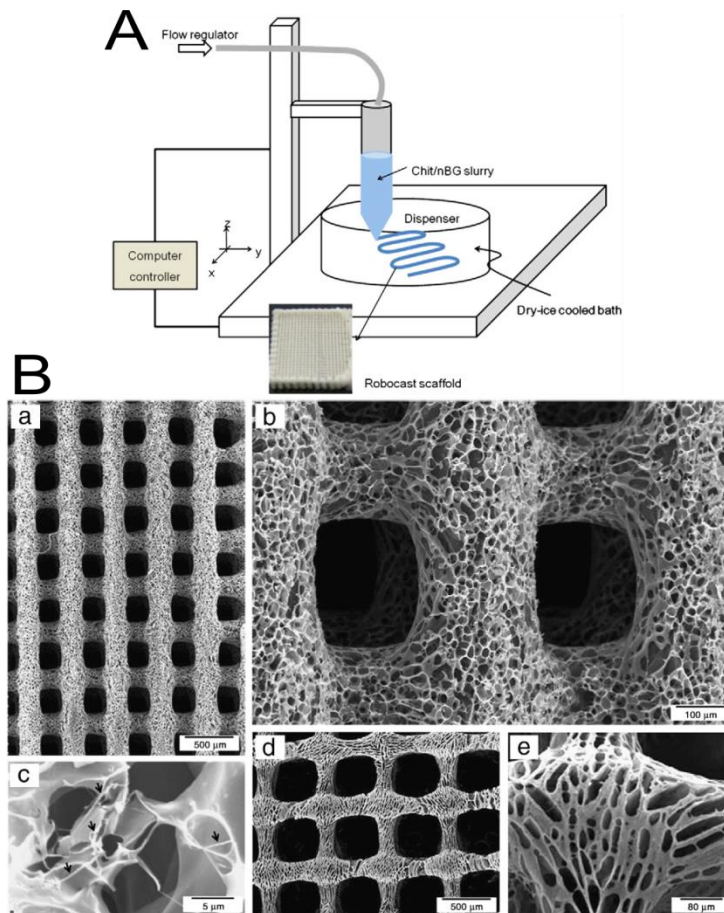 A
Flow regulator
Chit/nBG slurry
Dispenser
z
y
x
Computer
controller
Dry-ice cooled bath
Robocast scaffold
B
a
500 µm
b
100 µm
c
5 µm
d
500 µm
e
80 µm